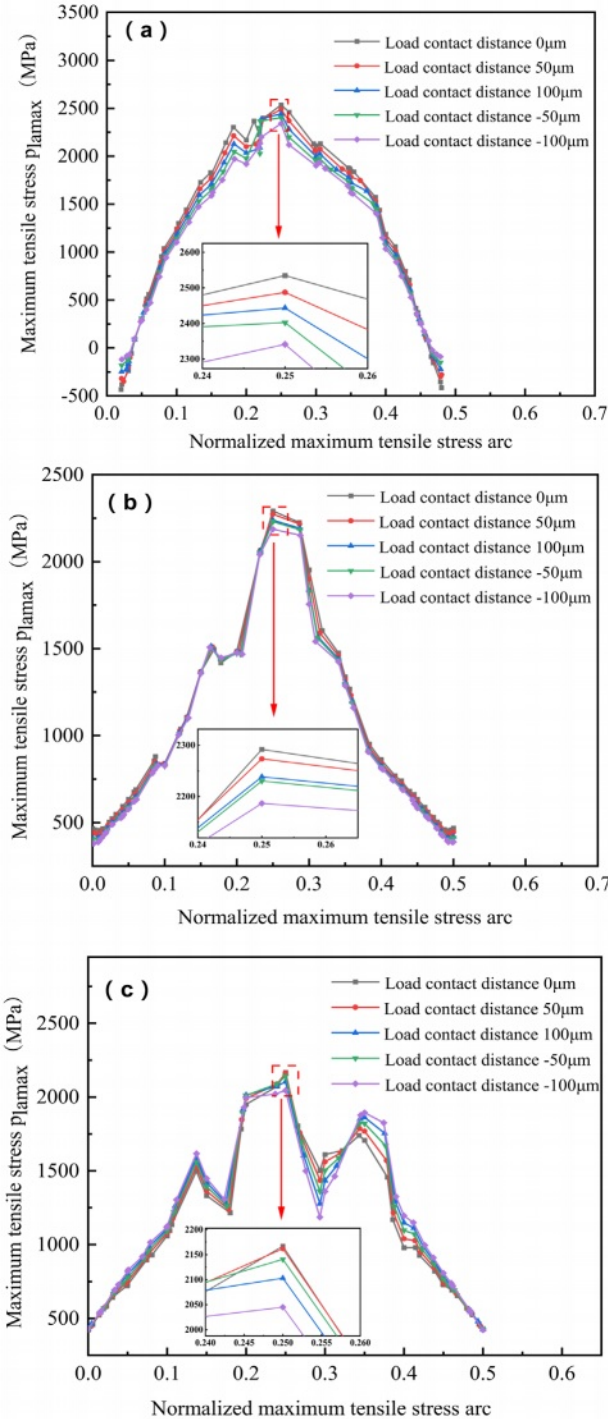 ( a )
Load contact distance 0μm
Load contact distance 50μm
Load contact distance 100μm
Load contact distance -50μm
Load contact distance -100μm
Maximum tensile stress plamax (MPa)
3500
3000
2500
2000
1500
1000
500
0
-500
2600
2500
2400
2300
0.24 0.25 0.26
0.0 0.1 0.2 0.3 0.4 0.5 0.6 0.7
Normalized maximum tensile stress arc
( b )
Load contact distance 0μm
Load contact distance 50μm
Load contact distance 100μm
Load contact distance -50μm
Load contact distance -100μm
Maximum tensile stress plamax (MPa)
2500
2000
1500
1000
500
2300
2200
0.24 0.25 0.26
0.0 0.1 0.2 0.3 0.4 0.5 0.6 0.7
Normalized maximum tensile stress arc
( c )
Load contact distance 0μm
Load contact distance 50μm
Load contact distance 100μm
Load contact distance -50μm
Load contact distance -100μm
Maximum tensile stress plamax (MPa)
2500
2000
1500
1000
500
2200
2150
2100
2050
2000
0.240 0.245 0.250 0.255 0.260
0.0 0.1 0.2 0.3 0.4 0.5 0.6
Normalized maximum tensile stress arc